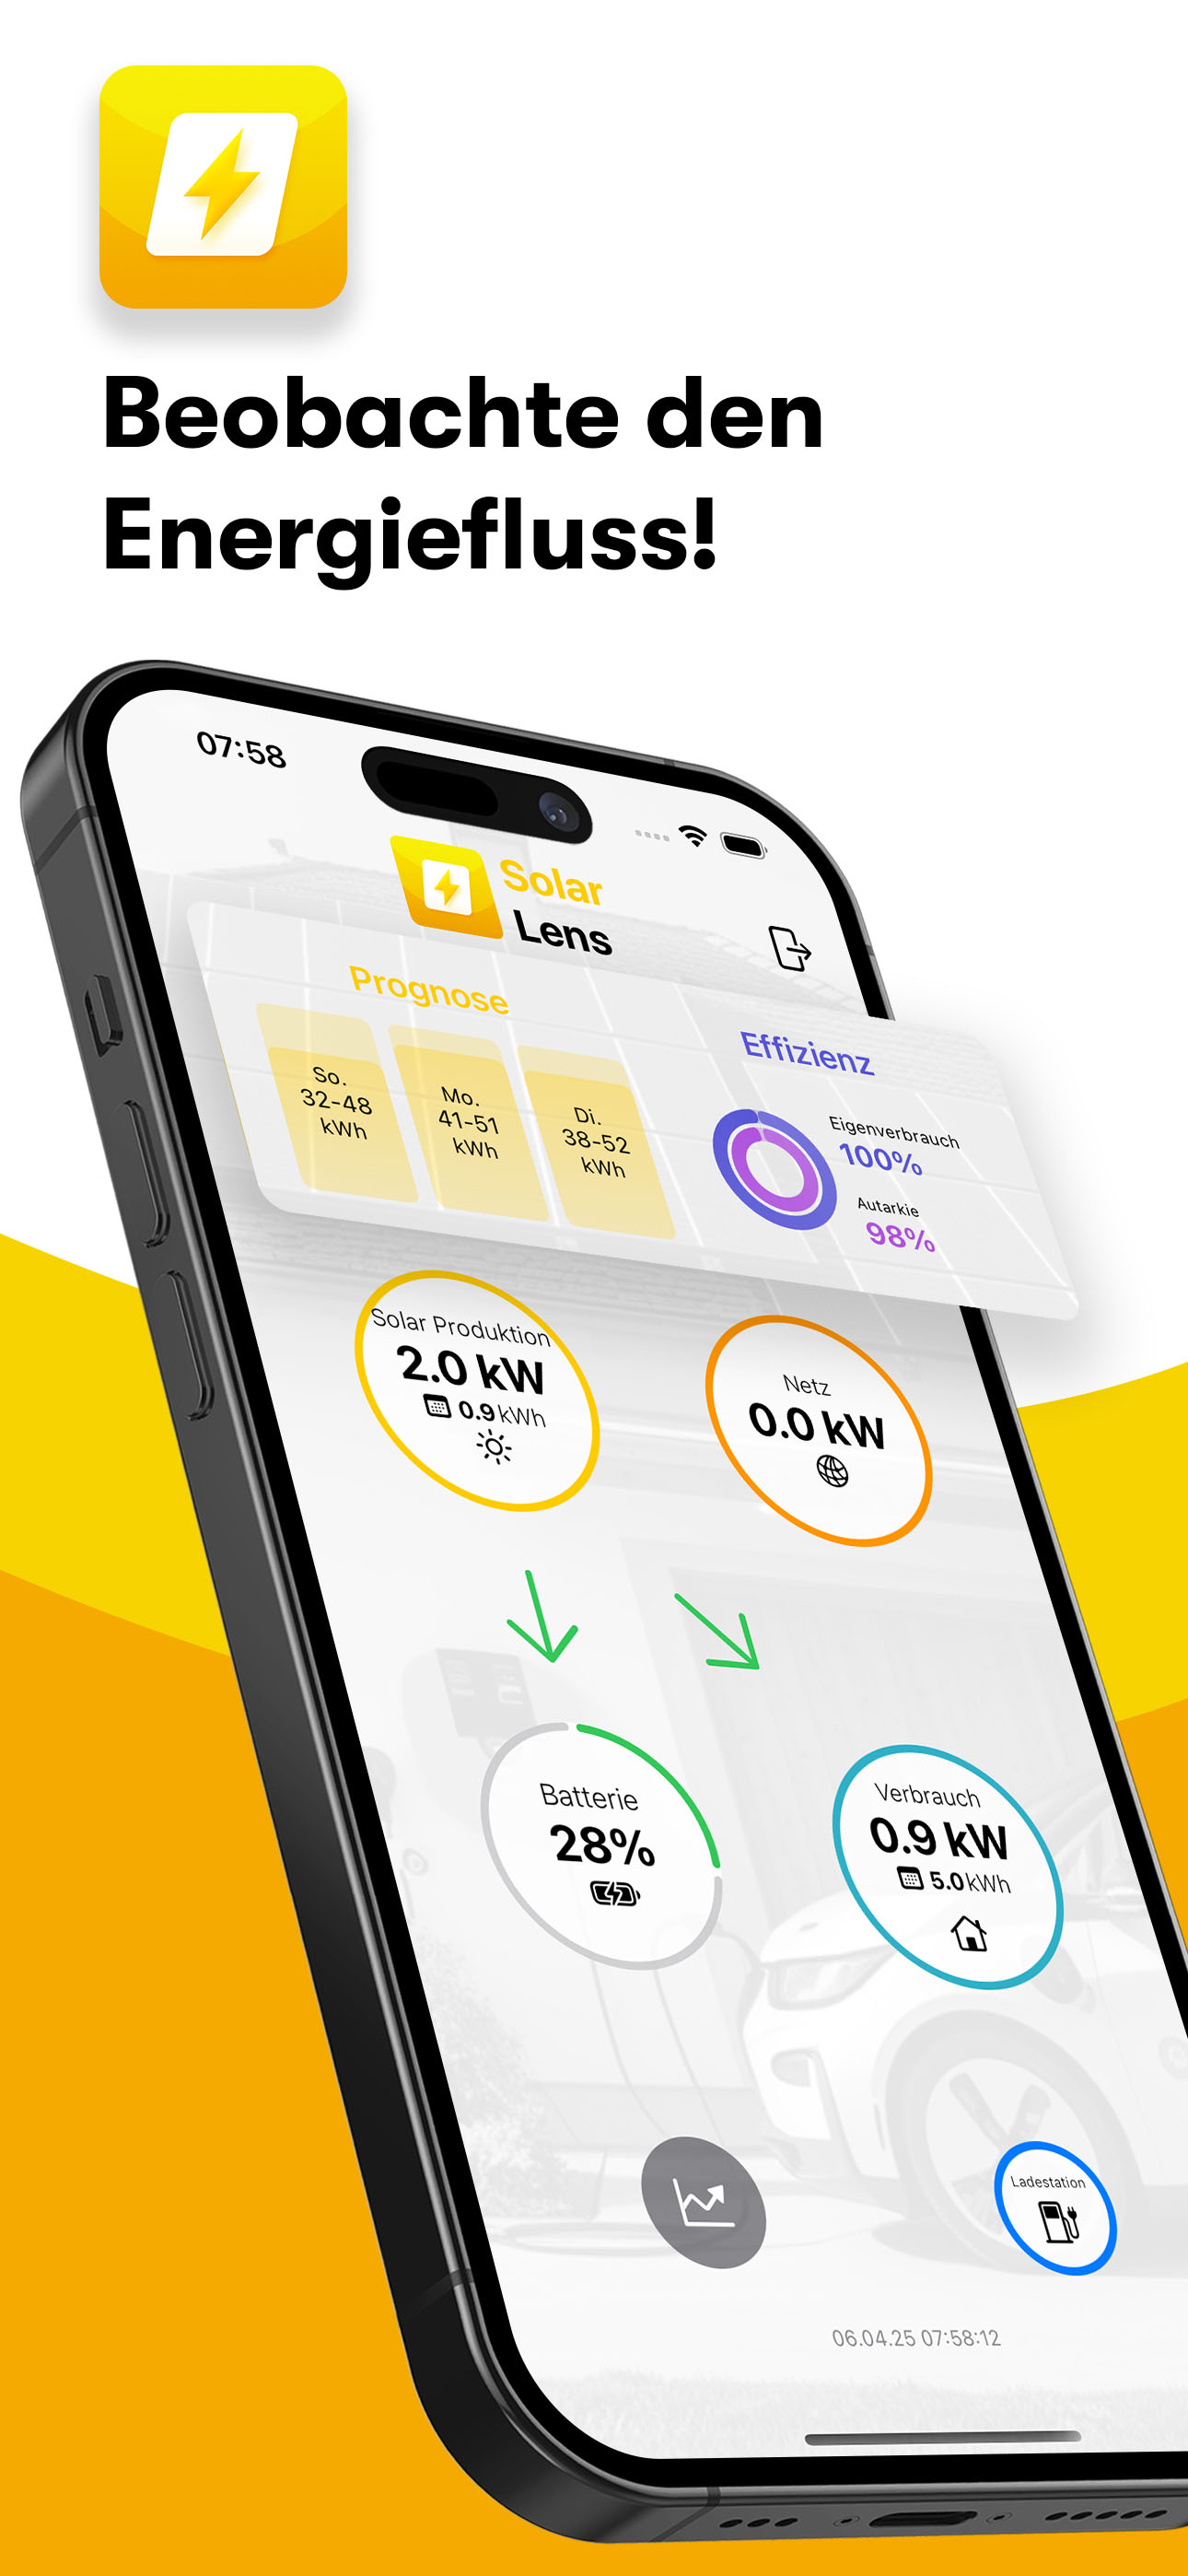 Beobachte den
Energiefluss!
07:58
Solar
Lens
Prognose
So.
32-48
kWh
Mo.
41-51
kWh
Di.
38-52
kWh
Effizienz
Eigenverbrauch
100%
Autarkie
98%
Solar Produktion
2.0 kW
0.9 kWh
Netz
0.0 kW
Batterie
28%
Verbrauch
0.9 kW
5.0 kWh
Ladestation
06.04.25 07:58:12